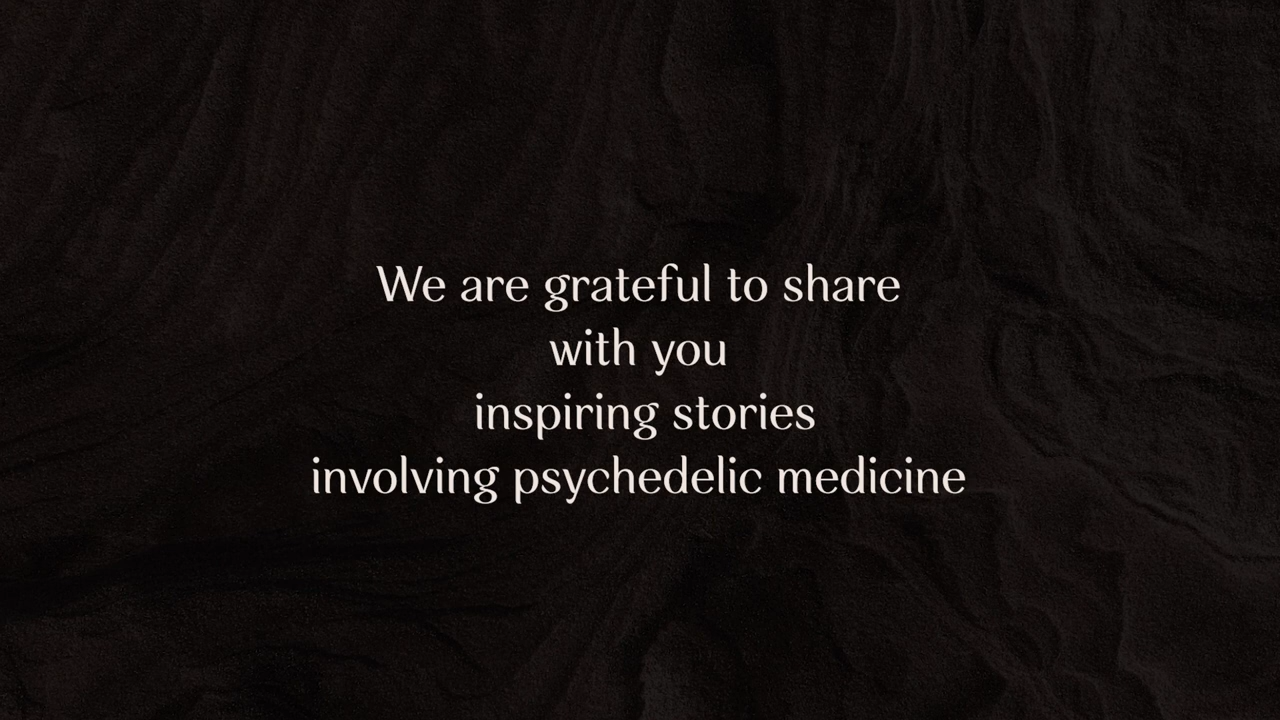 We are grateful to share
with you
inspiring stories
involving psychedelic medicine